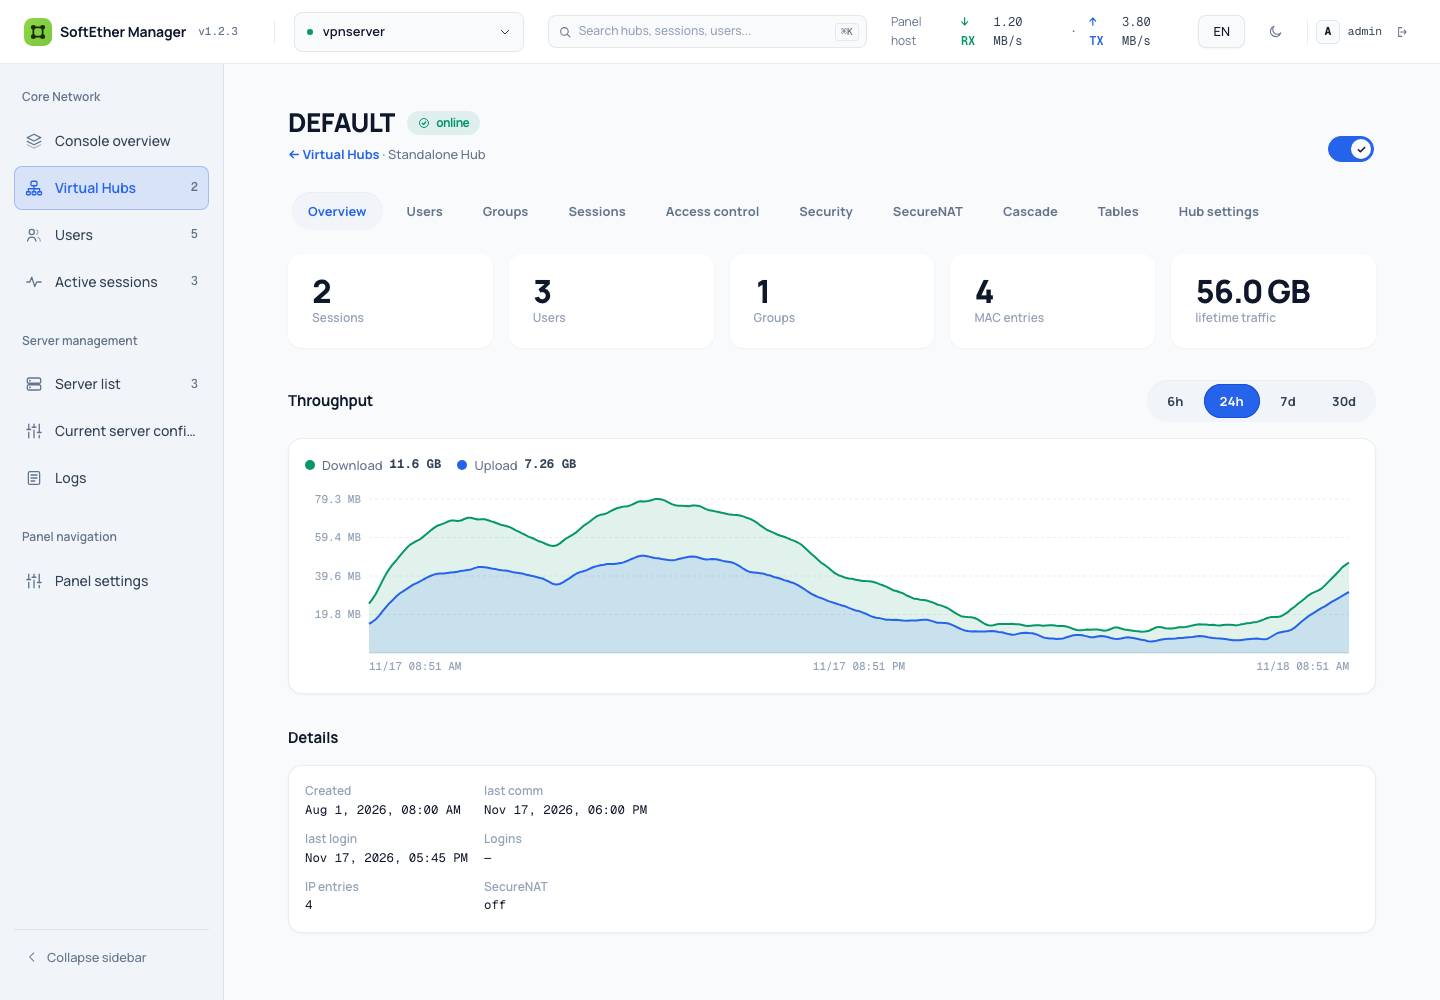 SoftEther Manager v1.2.3
vpnserver
Search hubs, sessions, users... ⌘K
Panel host
↓ RX 1.20 MB/s · ↑ TX 3.80 MB/s
EN
A admin
Core Network
Console overview
Virtual Hubs 2
Users 5
Active sessions 3
Server management
Server list 3
Current server confi...
Logs
Panel navigation
Panel settings
Collapse sidebar
DEFAULT online
← Virtual Hubs · Standalone Hub
Overview Users Groups Sessions Access control Security SecureNAT Cascade Tables Hub settings
2
Sessions
3
Users
1
Groups
4
MAC entries
56.0 GB
lifetime traffic
Throughput
6h 24h 7d 30d
Download 11.6 GB Upload 7.26 GB
79.3 MB
59.4 MB
39.6 MB
19.8 MB
11/17 08:51 AM 11/17 08:51 PM 11/18 08:51 AM
Details
Created
Aug 1, 2026, 08:00 AM
last comm
Nov 17, 2026, 06:00 PM
last login
Nov 17, 2026, 05:45 PM
Logins
—
IP entries
4
SecureNAT
off